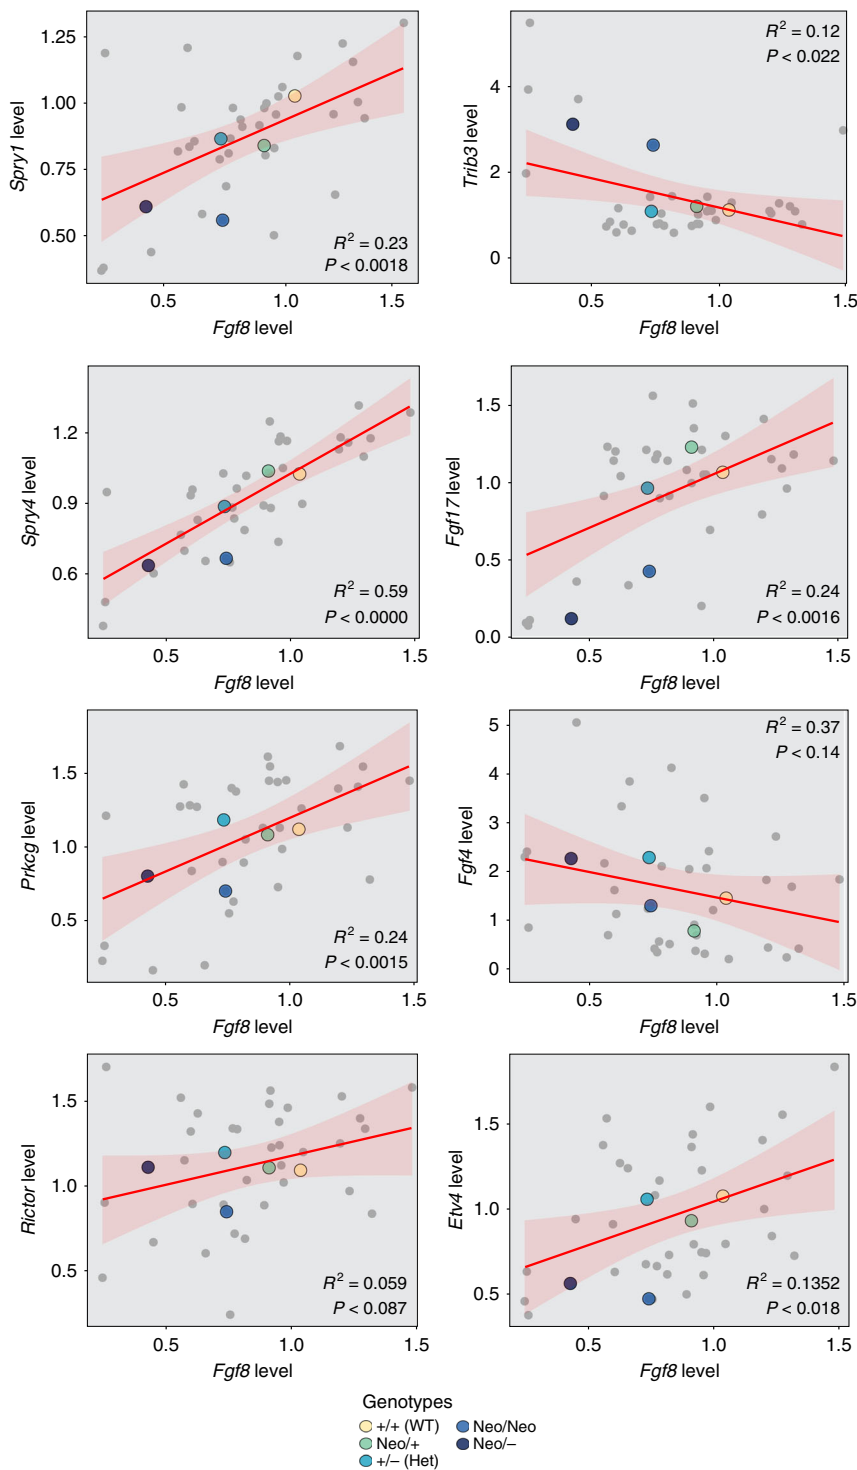 Spry1 level
1.25
1.00
0.75
0.50
R² = 0.23
P < 0.0018
0.5 1.0 1.5
Fgf8 level
Trib3 level
4
2
0
R² = 0.12
P < 0.022
0.5 1.0 1.5
Fgf8 level
Spry4 level
1.2
0.9
0.6
R² = 0.59
P < 0.0000
0.5 1.0 1.5
Fgf8 level
Fgf17 level
1.5
1.0
0.5
0.0
R² = 0.24
P < 0.0016
0.5 1.0 1.5
Fgf8 level
Prkcg level
1.5
1.0
0.5
R² = 0.24
P < 0.0015
0.5 1.0 1.5
Fgf8 level
Fgf4 level
5
4
3
2
1
0
R² = 0.37
P < 0.14
0.5 1.0 1.5
Fgf8 level
Rictor level
1.5
1.0
0.5
R² = 0.059
P < 0.087
0.5 1.0 1.5
Fgf8 level
Etv4 level
1.5
1.0
0.5
R² = 0.1352
P < 0.018
0.5 1.0 1.5
Fgf8 level
Genotypes
+/+ (WT) Neo/Neo
Neo/+ Neo/–
+/– (Het)